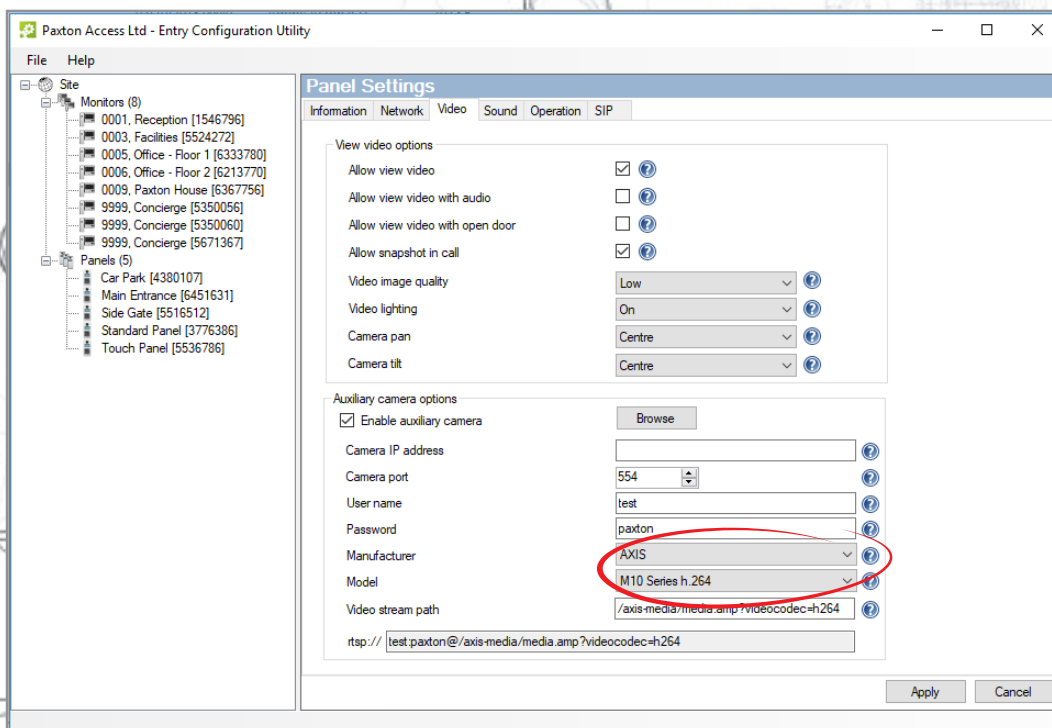 Paxton Access Ltd - Entry Configuration Utility
File Help
Site
Monitors (8)
0001, Reception [1546796]
0003, Facilities [5524272]
0005, Office - Floor 1 [6333780]
0006, Office - Floor 2 [6213770]
0009, Paxton House [6367756]
9999, Concierge [5350056]
9999, Concierge [5350060]
9999, Concierge [5671367]
Panels (5)
Car Park [4380107]
Main Entrance [6451631]
Side Gate [5516512]
Standard Panel [3776386]
Touch Panel [5536786]
Panel Settings
Information Network Video Sound Operation SIP
View video options
Allow view video
Allow view video with audio
Allow view video with open door
Allow snapshot in call
Video image quality Low
Video lighting On
Camera pan Centre
Camera tilt Centre
Auxiliary camera options
Enable auxiliary camera Browse
Camera IP address
Camera port 554
User name test
Password paxton
Manufacturer AXIS
Model M10 Series h.264
Video stream path /axis-media/media.amp?videocodec=h264
rtsp:// test:paxton@/axis-media/media.amp?videocodec=h264
Apply Cancel